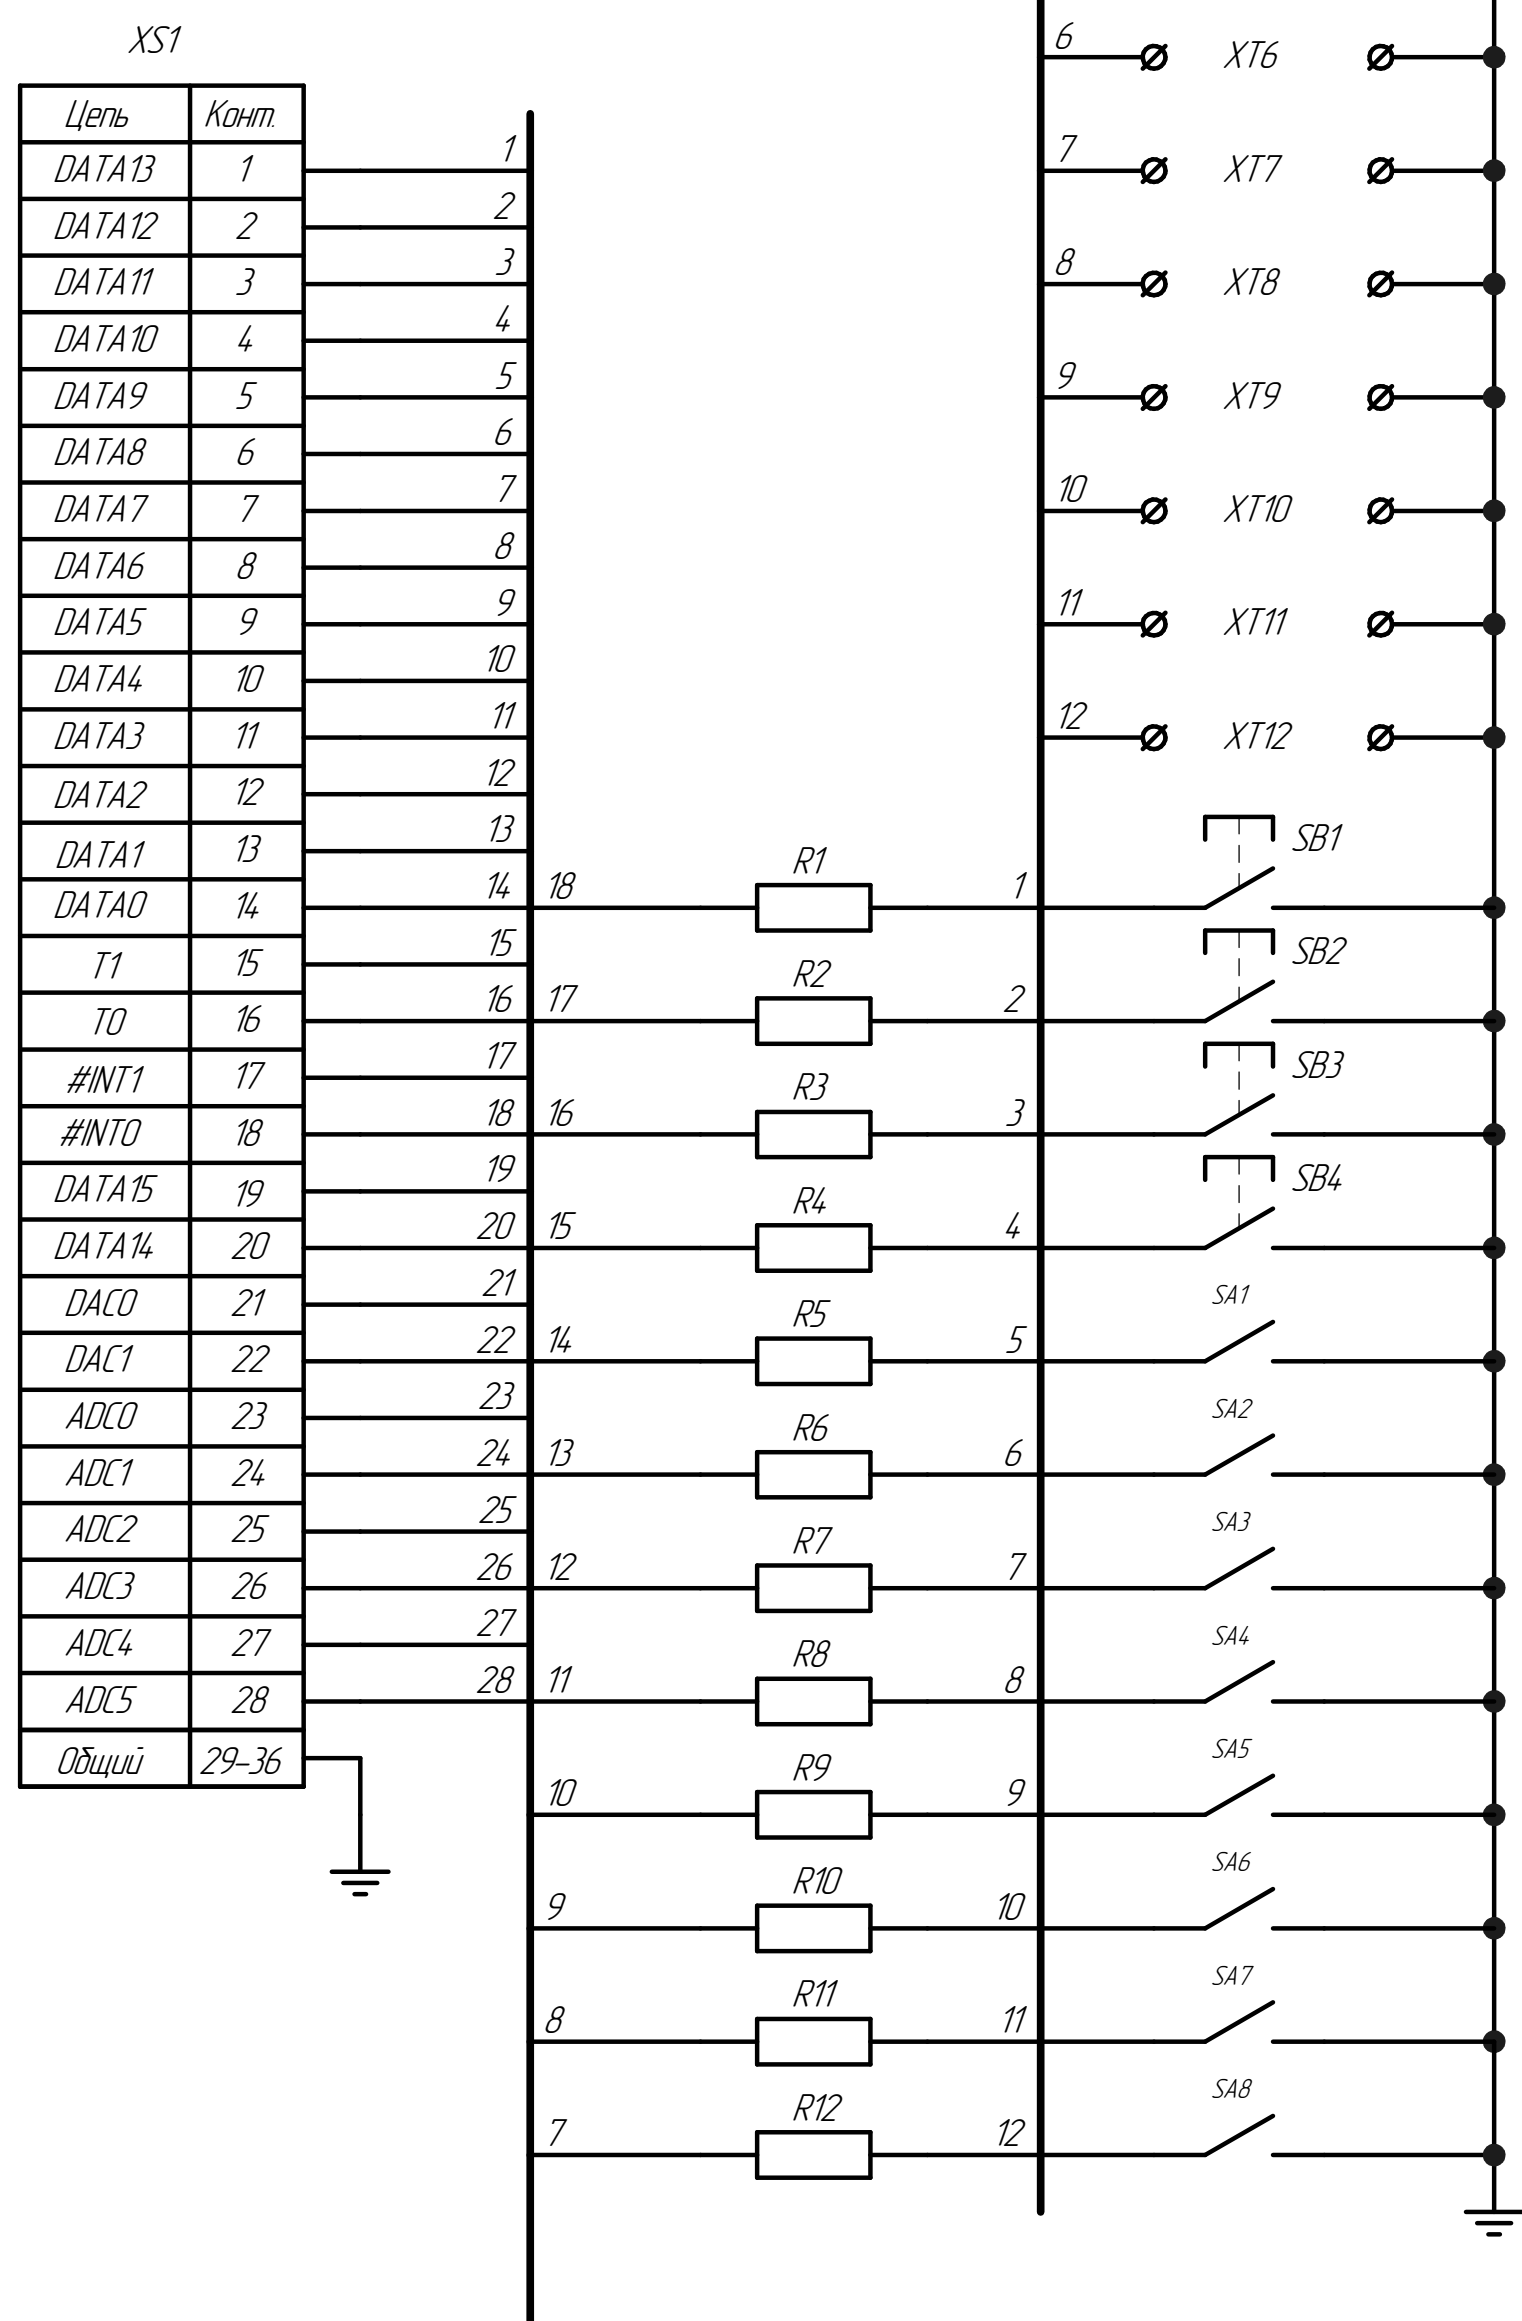 XS1
Цепь Конт.
DATA13 1 1
DATA12 2 2
DATA11 3 3
DATA10 4 4
DATA9 5 5
DATA8 6 6
DATA7 7 7
DATA6 8 8
DATA5 9 9
DATA4 10 10
DATA3 11 11
DATA2 12 12
DATA1 13 13
DATA0 14 14
T1 15 15
T0 16 16
#INT1 17 17
#INT0 18 18
DATA15 19 19
DATA14 20 20
DAC0 21 21
DAC1 22 22
ADC0 23 23
ADC1 24 24
ADC2 25 25
ADC3 26 26
ADC4 27 27
ADC5 28 28
Общий 29-36
18 R1 1
17 R2 2
16 R3 3
15 R4 4
14 R5 5
13 R6 6
12 R7 7
11 R8 8
10 R9 9
9 R10 10
8 R11 11
7 R12 12
6 XT6
7 XT7
8 XT8
9 XT9
10 XT10
11 XT11
12 XT12
SB1
SB2
SB3
SB4
SA1
SA2
SA3
SA4
SA5
SA6
SA7
SA8